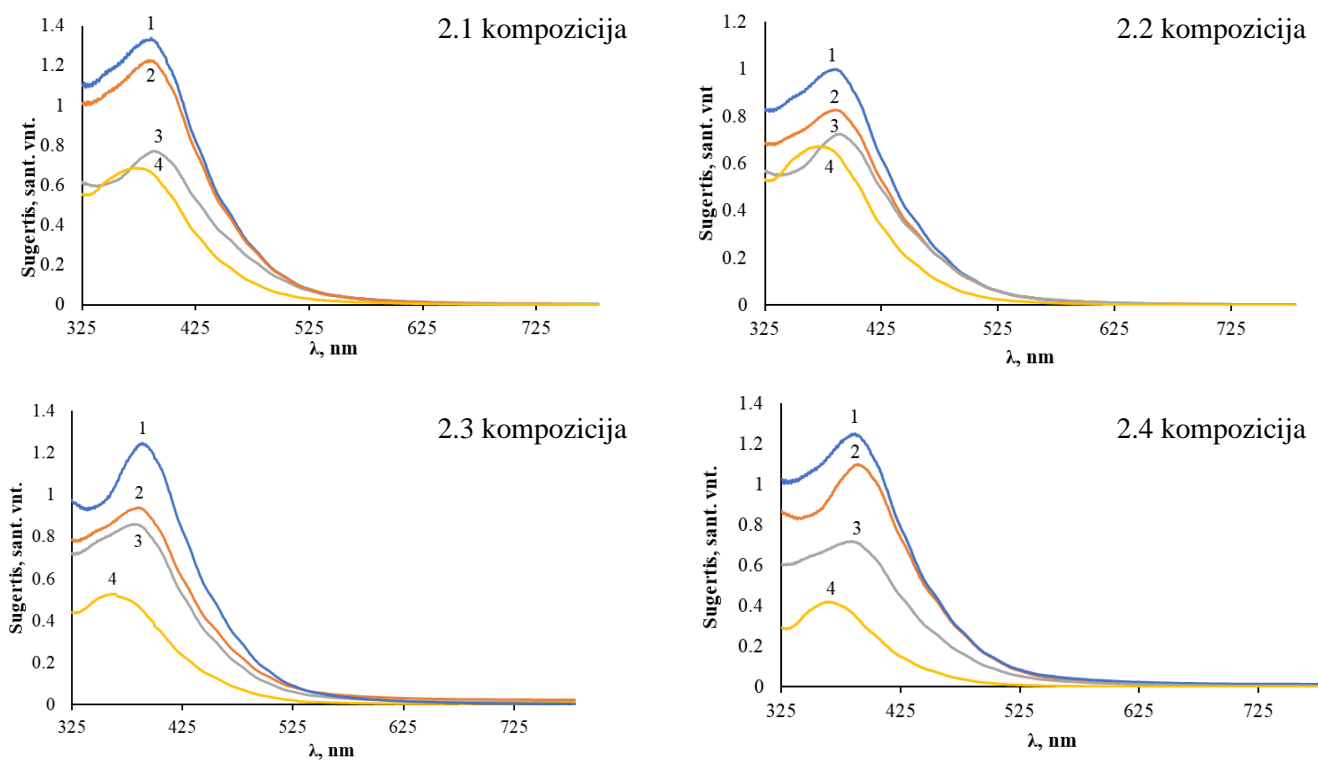 2.1 kompozicija
Sugertis, sant. vnt.
1.4
1.2
1
0.8
0.6
0.4
0.2
0
1
2
3
4
325 425 525 625 725
λ, nm
2.2 kompozicija
Sugertis, sant. vnt
1.2
1
0.8
0.6
0.4
0.2
0
1
2
3
4
325 425 525 625 725
λ, nm
2.3 kompozicija
Sugertis, sant. vnt.
1.4
1.2
1
0.8
0.6
0.4
0.2
0
1
2
3
4
325 425 525 625 725
λ, nm
2.4 kompozicija
Sugertis, sant. vnt.
1.4
1.2
1
0.8
0.6
0.4
0.2
0
1
2
3
4
325 425 525 625 725
λ, nm